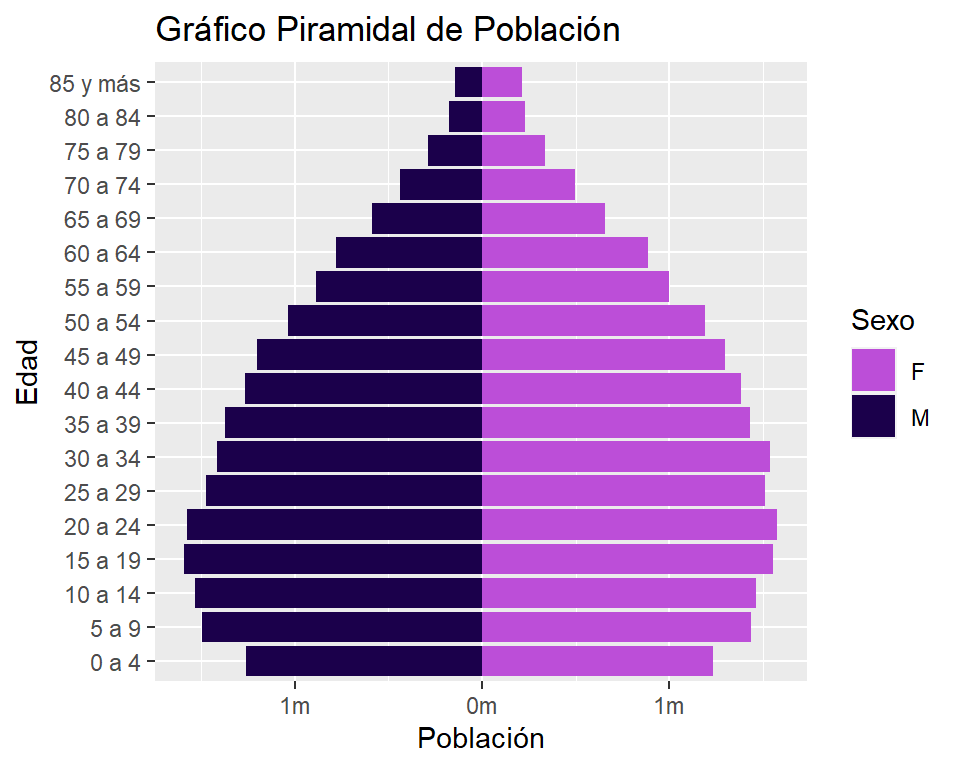 Gráfico Piramidal de Población
85 y más
80 a 84
75 a 79
70 a 74
65 a 69
60 a 64
55 a 59
50 a 54
45 a 49
40 a 44
35 a 39
30 a 34
25 a 29
20 a 24
15 a 19
10 a 14
5 a 9
0 a 4
Edad
1m 0m 1m
Población
Sexo
F
M